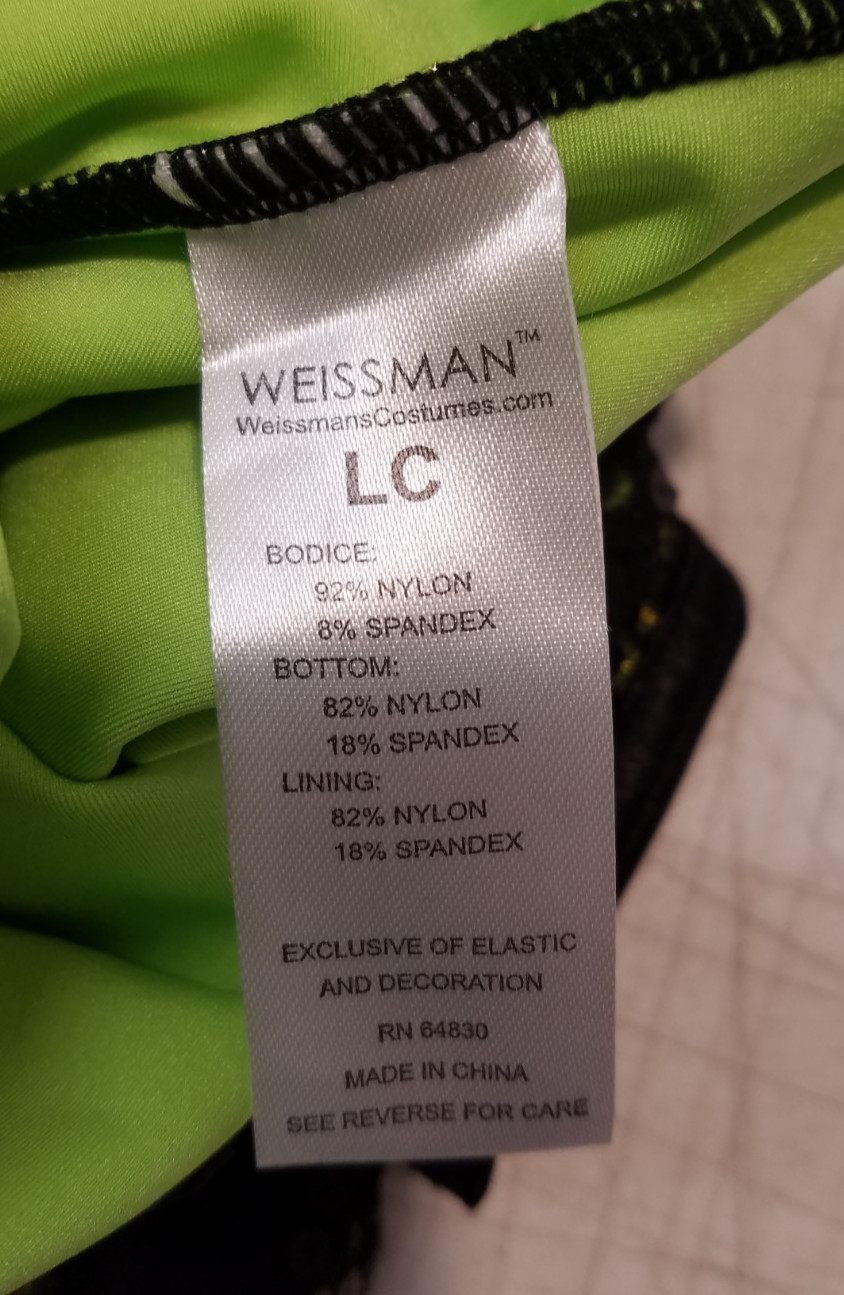 WEISSMAN™
WeissmansCostumes.com
LC
BODICE:
92% NYLON
8% SPANDEX
BOTTOM:
82% NYLON
18% SPANDEX
LINING:
82% NYLON
18% SPANDEX
EXCLUSIVE OF ELASTIC
AND DECORATION
RN 64830
MADE IN CHINA
SEE REVERSE FOR CARE